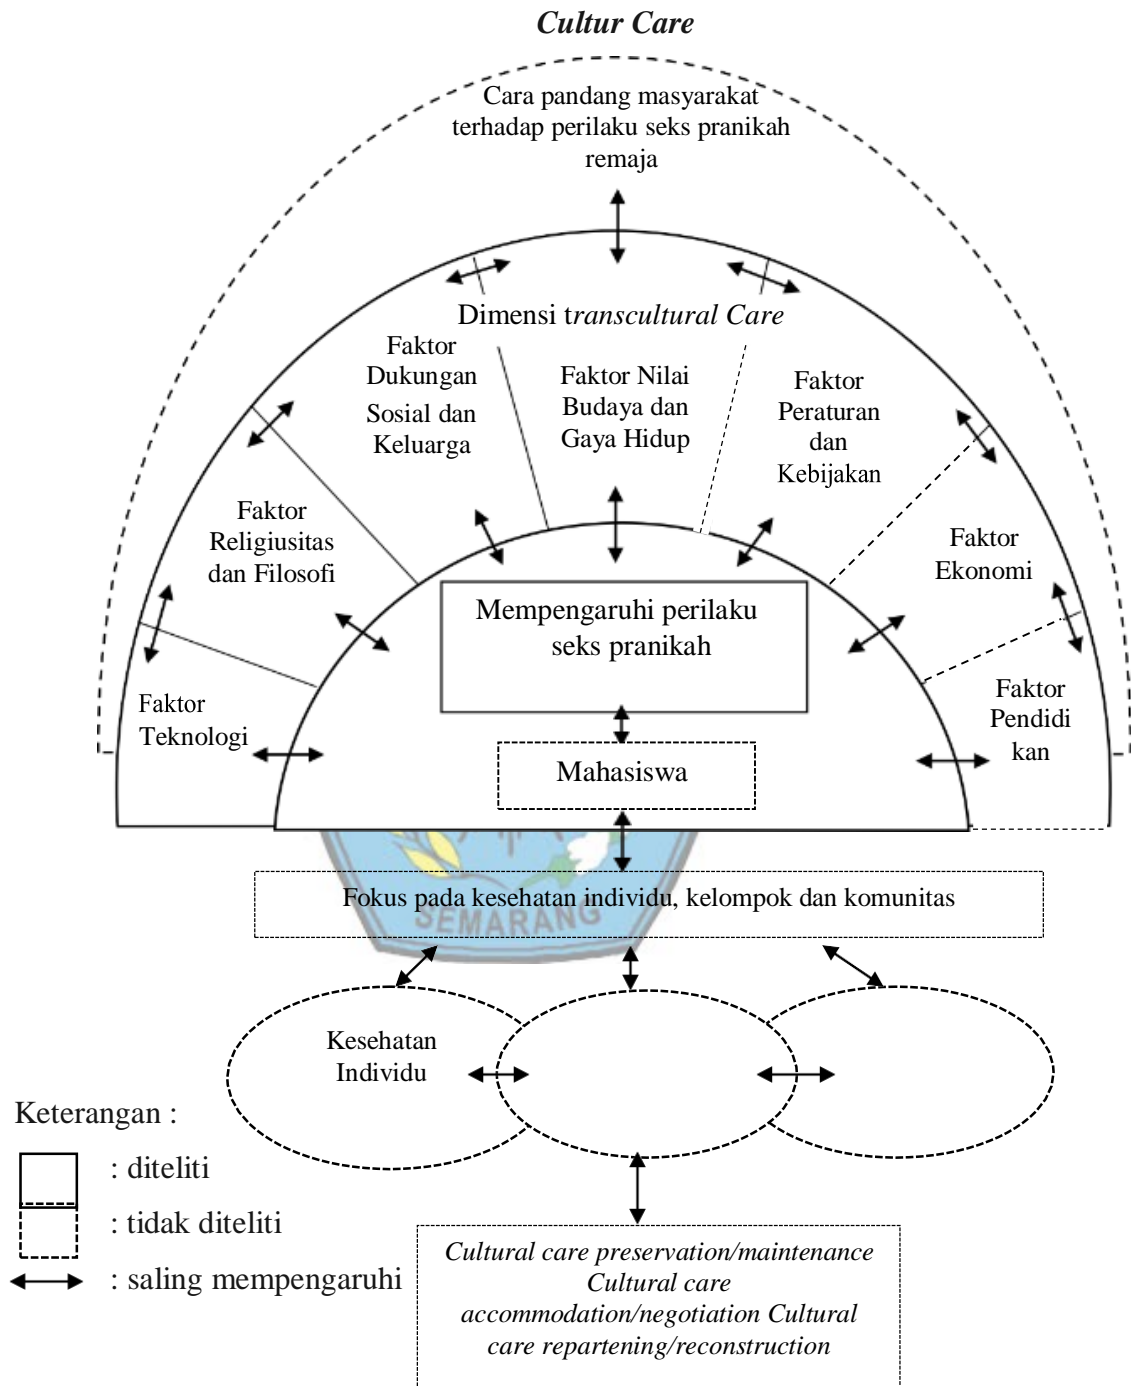 Cultur Care
Cara pandang masyarakat
terhadap perilaku seks pranikah
remaja
Dimensi transcultural Care
Faktor
Dukungan
Sosial dan
Keluarga
Faktor Nilai
Budaya dan
Gaya Hidup
Faktor
Peraturan
dan
Kebijakan
Faktor
Religiusitas
dan Filosofi
Faktor
Ekonomi
Faktor
Teknologi
Faktor
Pendidi
kan
Mempengaruhi perilaku
seks pranikah
Mahasiswa
Fokus pada kesehatan individu, kelompok dan komunitas
SEMARANG
Kesehatan
Individu
Keterangan :
: diteliti
: tidak diteliti
: saling mempengaruhi
Cultural care preservation/maintenance
Cultural care
accommodation/negotiation Cultural
care repartening/reconstruction